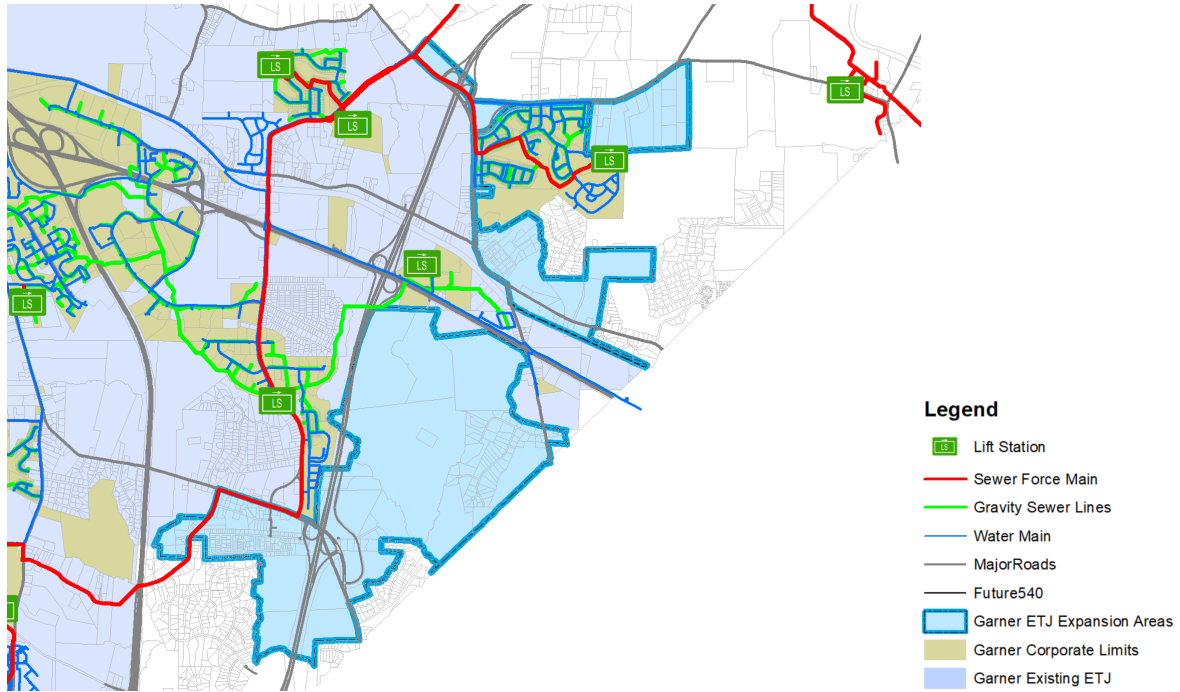 LS
LS
LS
LS
LS
LS
LS
Legend
LS
Lift Station
Sewer Force Main
Gravity Sewer Lines
Water Main
MajorRoads
Future540
Garner ETJ Expansion Areas
Garner Corporate Limits
Garner Existing ETJ